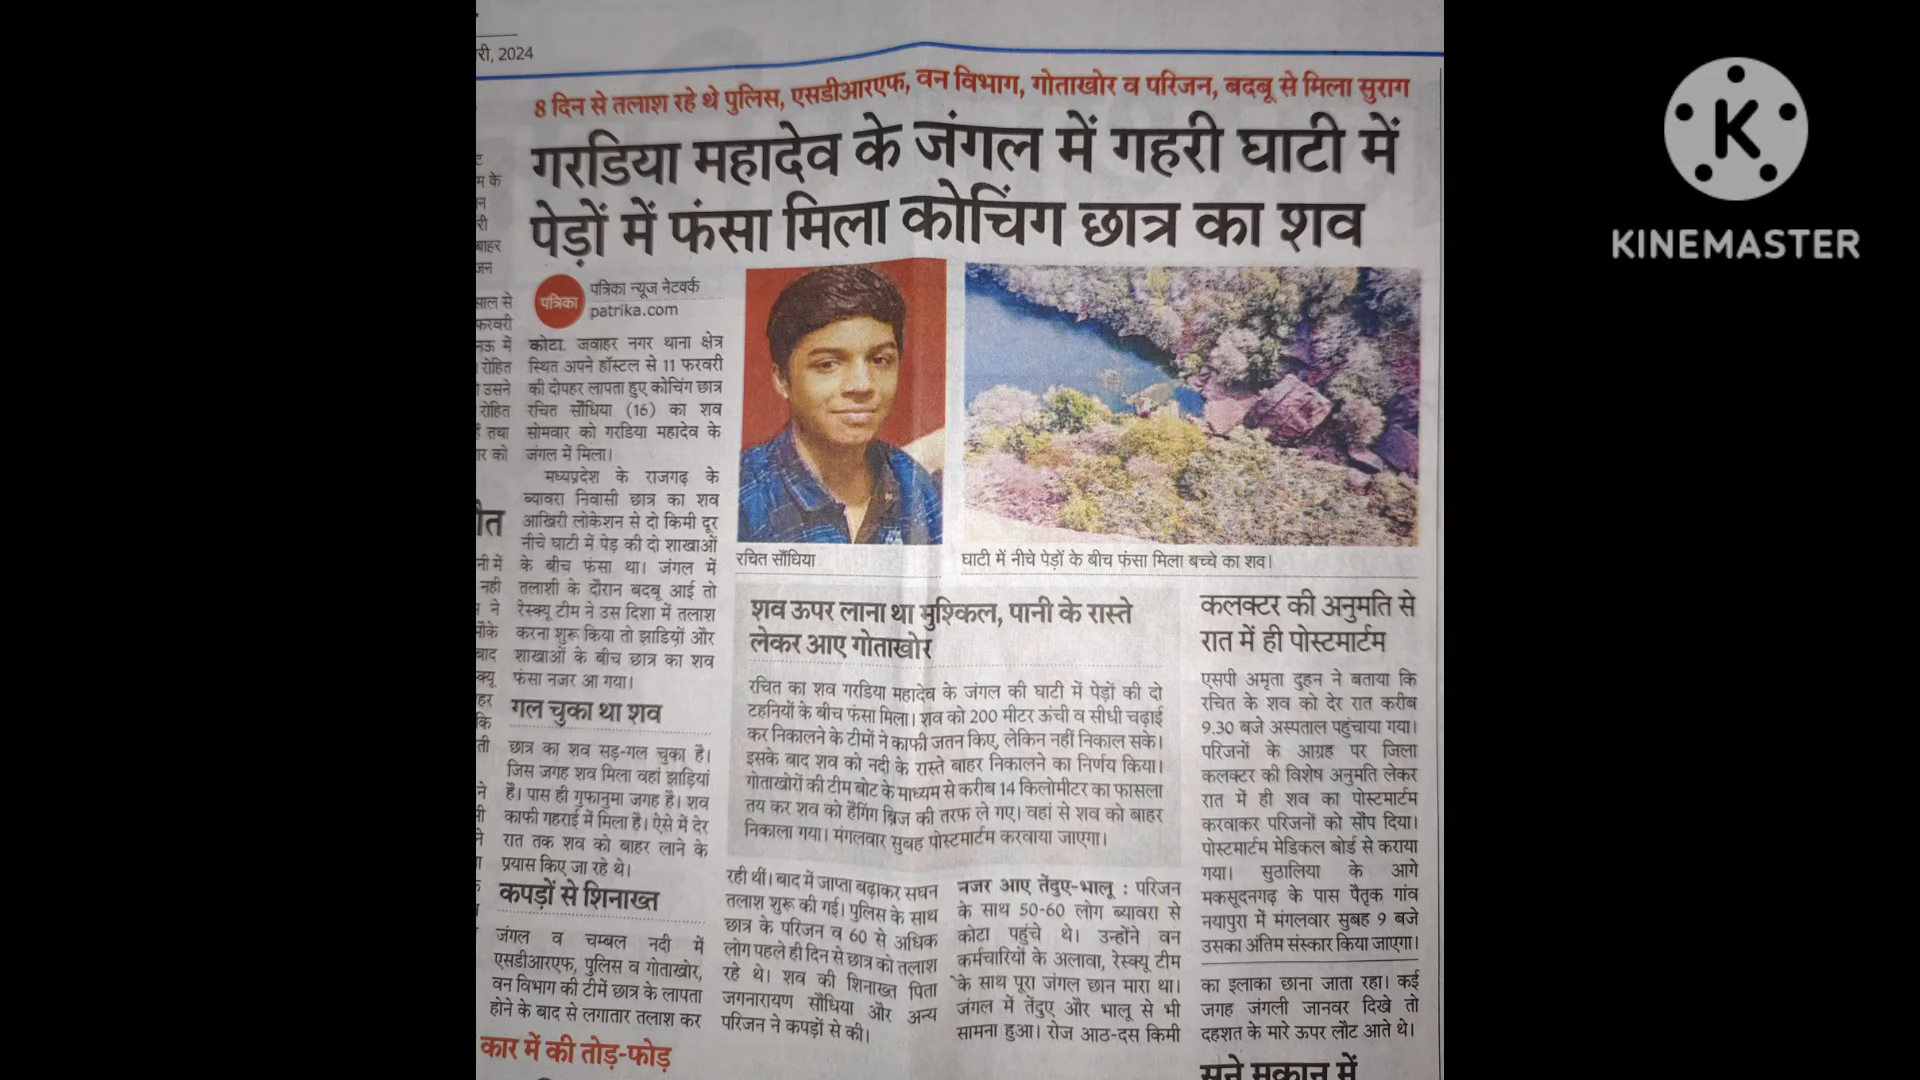 री, 2024
8 दिन से तलाश रहे थे पुलिस, एसडीआरएफ, वन विभाग, गोताखोर व परिजन, बदबू से मिला सुराग
गरडिया महादेव के जंगल में गहरी घाटी में
पेड़ों में फंसा मिला कोचिंग छात्र का शव
पत्रिका
पत्रिका न्यूज नेटवर्क
patrika.com
कोटा. जवाहर नगर थाना क्षेत्र
स्थित अपने हॉस्टल से 11 फरवरी
की दोपहर लापता हुए कोचिंग छात्र
रचित सौंधिया (16) का शव
सोमवार को गरडिया महादेव के
जंगल में मिला।
मध्यप्रदेश के राजगढ़ के
ब्यावरा निवासी छात्र का शव
आखिरी लोकेशन से दो किमी दूर
नीचे घाटी में पेड़ की दो शाखाओं
के बीच फंसा था। जंगल में
तलाशी के दौरान बदबू आई तो
रेस्क्यू टीम ने उस दिशा में तलाश
करना शुरू किया तो झाडि़यों और
शाखाओं के बीच छात्र का शव
फंसा नजर आ गया।
गल चुका था शव
छात्र का शव सड़-गल चुका है।
जिस जगह शव मिला वहां झाडि़यां
है। पास ही गुफानुमा जगह है। शव
काफी गहराई में मिला है। ऐसे में देर
रात तक शव को बाहर लाने के
प्रयास किए जा रहे थे।
कपड़ों से शिनाख्त
जंगल व चम्बल नदी में
एसडीआरएफ, पुलिस व गोताखोर,
वन विभाग की टीमें छात्र के लापता
होने के बाद से लगातार तलाश कर
रचित सौंधिया
घाटी में नीचे पेड़ों के बीच फंसा मिला बच्चे का शव।
शव ऊपर लाना था मुश्किल, पानी के रास्ते
लेकर आए गोताखोर
रचित का शव गरडिया महादेव के जंगल की घाटी में पेड़ों की दो
टहनियों के बीच फंसा मिला। शव को 200 मीटर ऊंची व सीधी चढ़ाई
कर निकालने के टीमों ने काफी जतन किए, लेकिन नहीं निकाल सके।
इसके बाद शव को नदी के रास्ते बाहर निकालने का निर्णय किया।
गोताखोरों की टीम बोट के माध्यम से करीब 14 किलोमीटर का फासला
तय कर शव को हैंगिंग ब्रिज की तरफ ले गए। वहां से शव को बाहर
निकाला गया। मंगलवार सुबह पोस्टमार्टम करवाया जाएगा।
रही थीं। बाद में जाप्ता बढ़ाकर सघन
तलाश शुरू की गई। पुलिस के साथ
छात्र के परिजन व 60 से अधिक
लोग पहले ही दिन से छात्र को तलाश
रहे थे। शव की शिनाख्त पिता
जगनारायण सौंधिया और अन्य
परिजन ने कपड़ों से की।
नजर आए तेंदुए-भालू : परिजन
के साथ 50-60 लोग ब्यावरा से
कोटा पहुंचे थे। उन्होंने वन
कर्मचारियों के अलावा, रेस्क्यू टीम
के साथ पूरा जंगल छान मारा था।
जंगल में तेंदुए और भालू से भी
सामना हुआ। रोज आठ-दस किमी
कलक्टर की अनुमति से
रात में ही पोस्टमार्टम
एसपी अमृता दुहन ने बताया कि
रचित के शव को देर रात करीब
9.30 बजे अस्पताल पहुंचाया गया।
परिजनों के आग्रह पर जिला
कलक्टर की विशेष अनुमति लेकर
रात में ही शव का पोस्टमार्टम
करवाकर परिजनों को सौंप दिया।
पोस्टमार्टम मेडिकल बोर्ड से कराया
गया। सुठालिया के आगे
मकसूदनगढ़ के पास पैतृक गांव
नयापुरा में मंगलवार सुबह 9 बजे
उसका अंतिम संस्कार किया जाएगा।
का इलाका छाना जाता रहा। कई
जगह जंगली जानवर दिखे तो
दहशत के मारे ऊपर लौट आते थे।
कार में की तोड़-फोड़
सूने मकान में
K
KINEMASTER